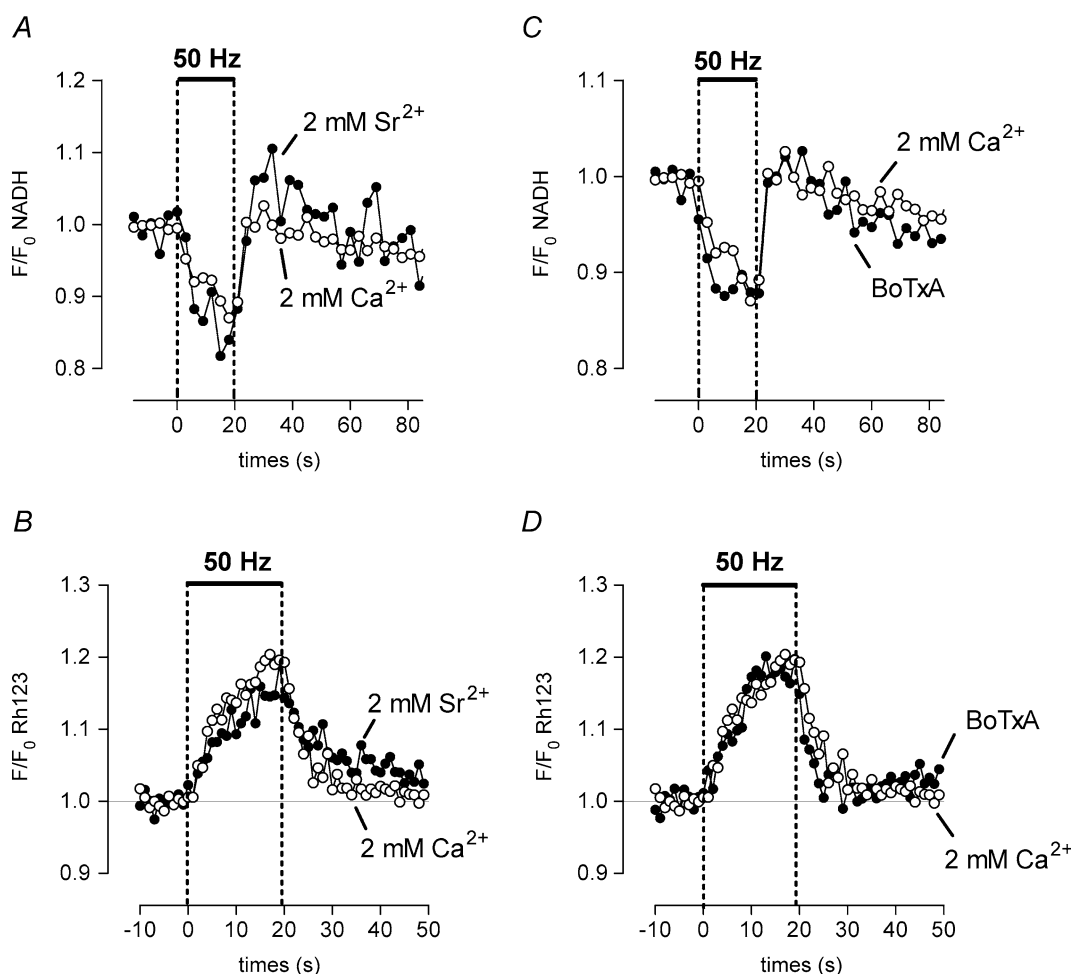 A
50 Hz
1.2
1.1
1.0
0.9
0.8
F/F0 NADH
2 mM Sr2+
2 mM Ca2+
0 20 40 60 80
times (s)
C
50 Hz
1.1
1.0
0.9
0.8
F/F0 NADH
2 mM Ca2+
BoTxA
0 20 40 60 80
times (s)
B
50 Hz
1.3
1.2
1.1
1.0
0.9
F/F0 Rh123
2 mM Sr2+
2 mM Ca2+
-10 0 10 20 30 40 50
times (s)
D
50 Hz
1.3
1.2
1.1
1.0
0.9
F/F0 Rh123
BoTxA
2 mM Ca2+
-10 0 10 20 30 40 50
times (s)